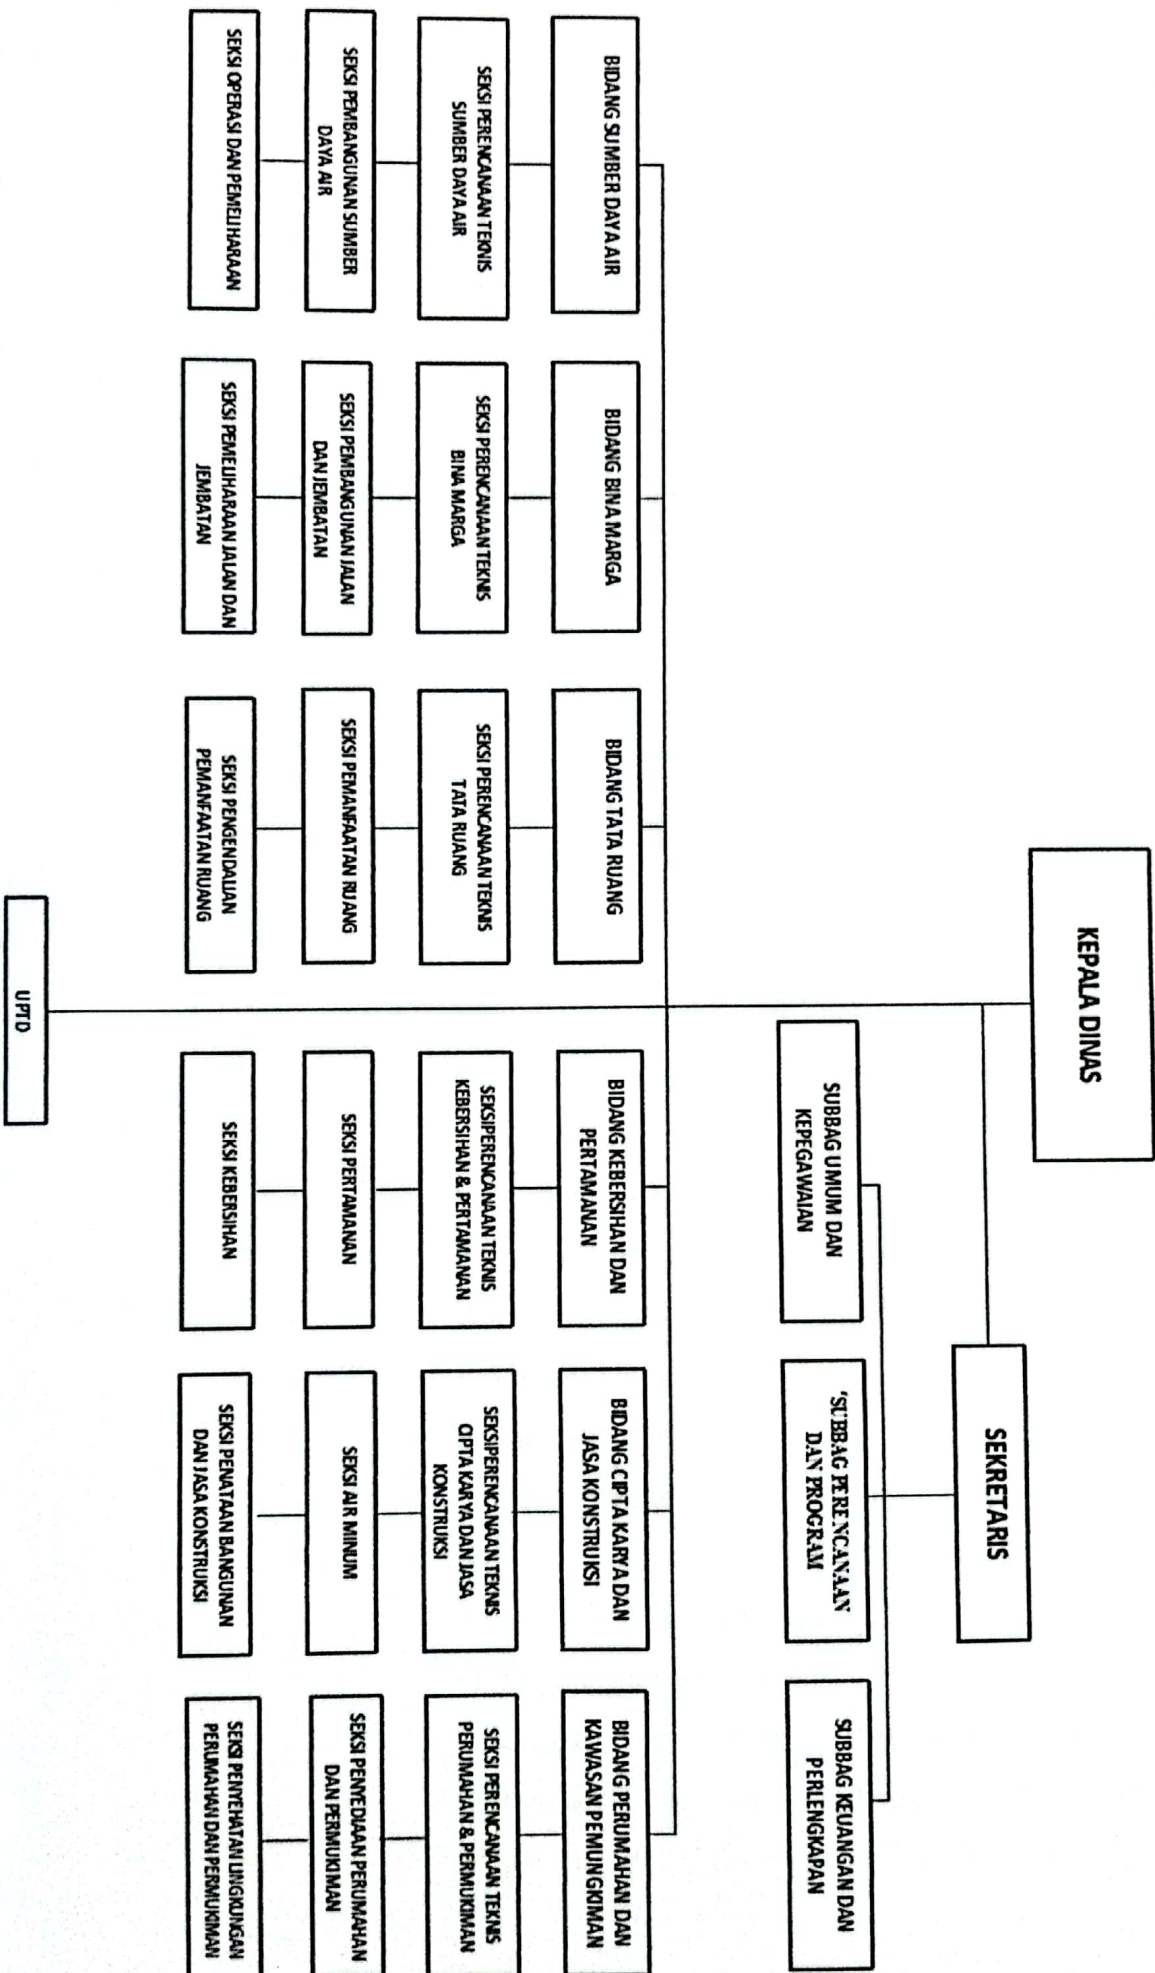 KEPALA DINAS
SEKRETARIS
SUBBAG UMUM DAN
KEPEGAWAIAN
'SUBBAG PERENCANAAN
DAN PROGRAM
SUBBAG KEUANGAN DAN
PERLENGKAPAN
BIDANG SUMBER DAYA AIR
BIDANG BINA MARGA
BIDANG TATA RUANG
BIDANG KEBERSIHAN DAN
PERTAMANAN
BIDANG CIPTA KARYA DAN
JASA KONSTRUKSI
BIDANG PERUMAHAN DAN
KAWASAN PEMUNGKIMAN
SEKSI PERENCANAAN TEKNIS
SUMBER DAYA AIR
SEKSI PERENCANAAN TEKNIS
BINA MARGA
SEKSI PERENCANAAN TEKNIS
TATA RUANG
SEKSIPERENCANAAN TEKNIS
KEBERSIHAN & PERTAMANAN
SEKSIPERENCANAAN TEKNIS
CIPTA KARYA DAN JASA
KONSTRUKSI
SEKSI PERENCANAAN TEKNIS
PERUMAHAN & PERMUKIMAN
SEKSI PEMBANGUNAN SUMBER
DAYA AIR
SEKSI PEMBANGUNAN JALAN
DAN JEMBATAN
SEKSI PEMANFAATAN RUANG
SEKSI PERTAMANAN
SEKSI AIR MINUM
SEKSI PENYEDIAAN PERUMAHAN
DAN PERMUKIMAN
SEKSI OPERASI DAN PEMELIHARAAN
SEKSI PEMELIHARAAN JALAN DAN
JEMBATAN
SEKSI PENGENDALIAN
PEMANFAATAN RUANG
SEKSI KEBERSIHAN
SEKSI PENATAAN BANGUNAN
DAN JASA KONSTRUKSI
SEKSI PENYEHATAN LINGKUNGAN
PERUMAHAN DAN PERMUKIMAN
UPTD